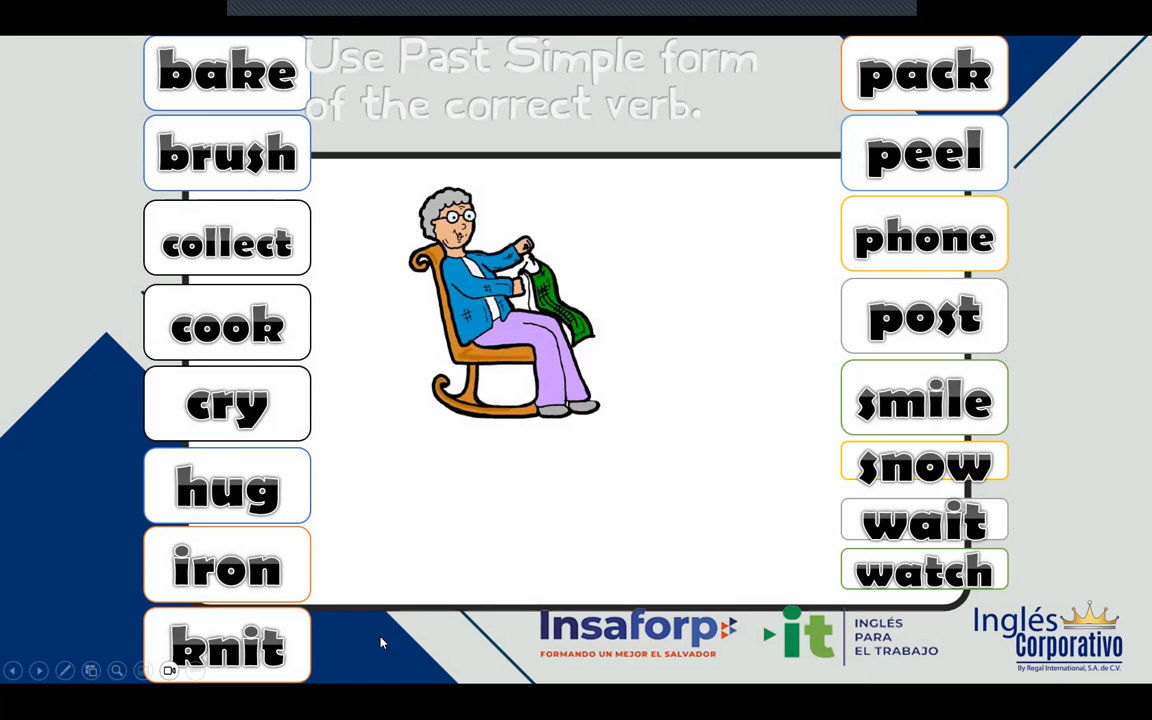 Use Past Simple form
of the correct verb.
bake
brush
collect
cook
cry
hug
iron
knit
pack
peel
phone
post
smile
snow
wait
watch
Insaforp
FORMANDO UN MEJOR EL SALVADOR
it
INGLÉS
PARA
EL TRABAJO
Inglés
Corporativo
By Regal International, S.A. de C.V.